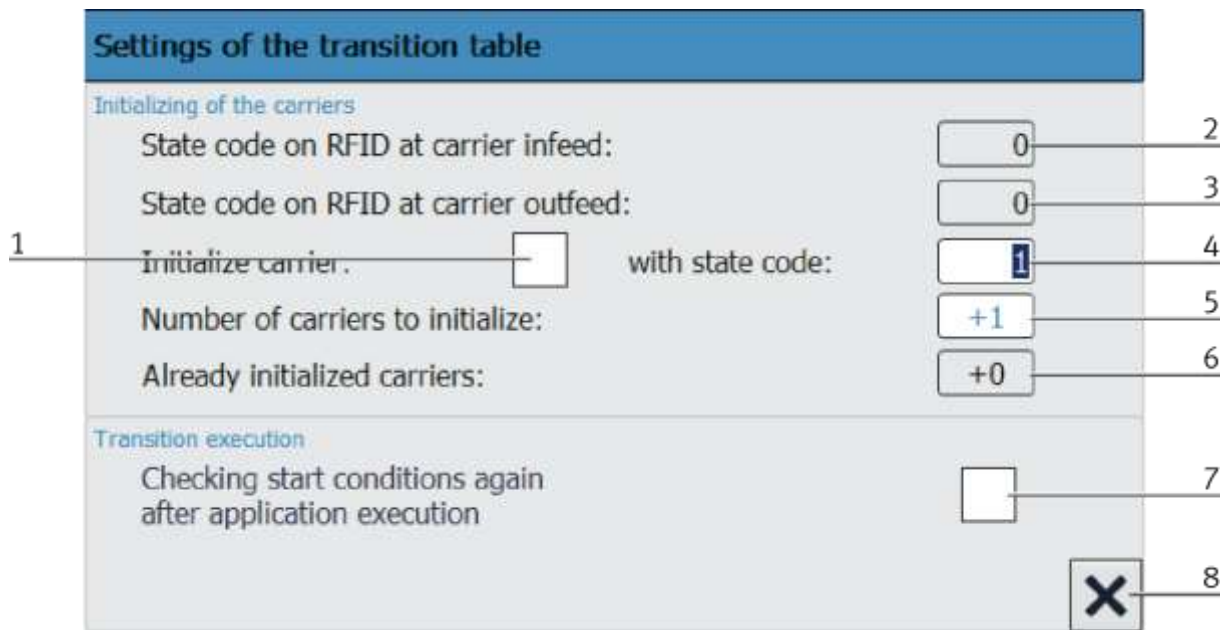 Settings of the transition table
Initializing of the carriers
State code on RFID at carrier infeed: 0 2
State code on RFID at carrier outfeed: 0 3
1 Initialize carrier: with state code: 1 4
Number of carriers to initialize: +1 5
Already initialized carriers: +0 6
Transition execution
Checking start conditions again
after application execution 7
8